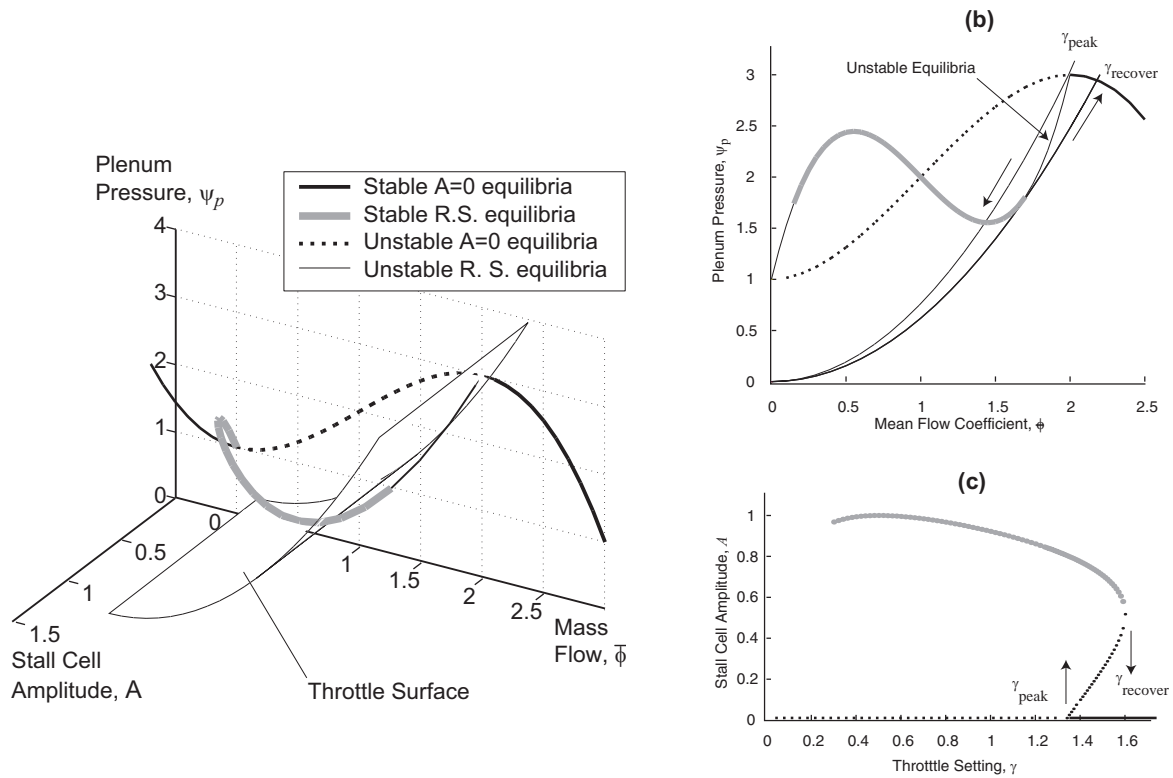 Plenum
Pressure, ψp
Stable A=0 equilibria
Stable R.S. equilibria
Unstable A=0 equilibria
Unstable R. S. equilibria
4
3
2
1
0
0
0.5
1
1.5
1
1.5
2
2.5
Stall Cell
Amplitude, A
Mass
Flow, ϕ̅
Throttle Surface
(b)
γpeak
γrecover
Unstable Equilibria
Plenum Pressure, ψp
3
2.5
2
1.5
1
0.5
0
0
0.5
1
1.5
2
2.5
Mean Flow Coefficient, ϕ̅
(c)
Stall Cell Amplitude, A
1
0.8
0.6
0.4
0.2
0
γpeak
γrecover
0
0.2
0.4
0.6
0.8
1
1.2
1.4
1.6
Throtttle Setting, γ